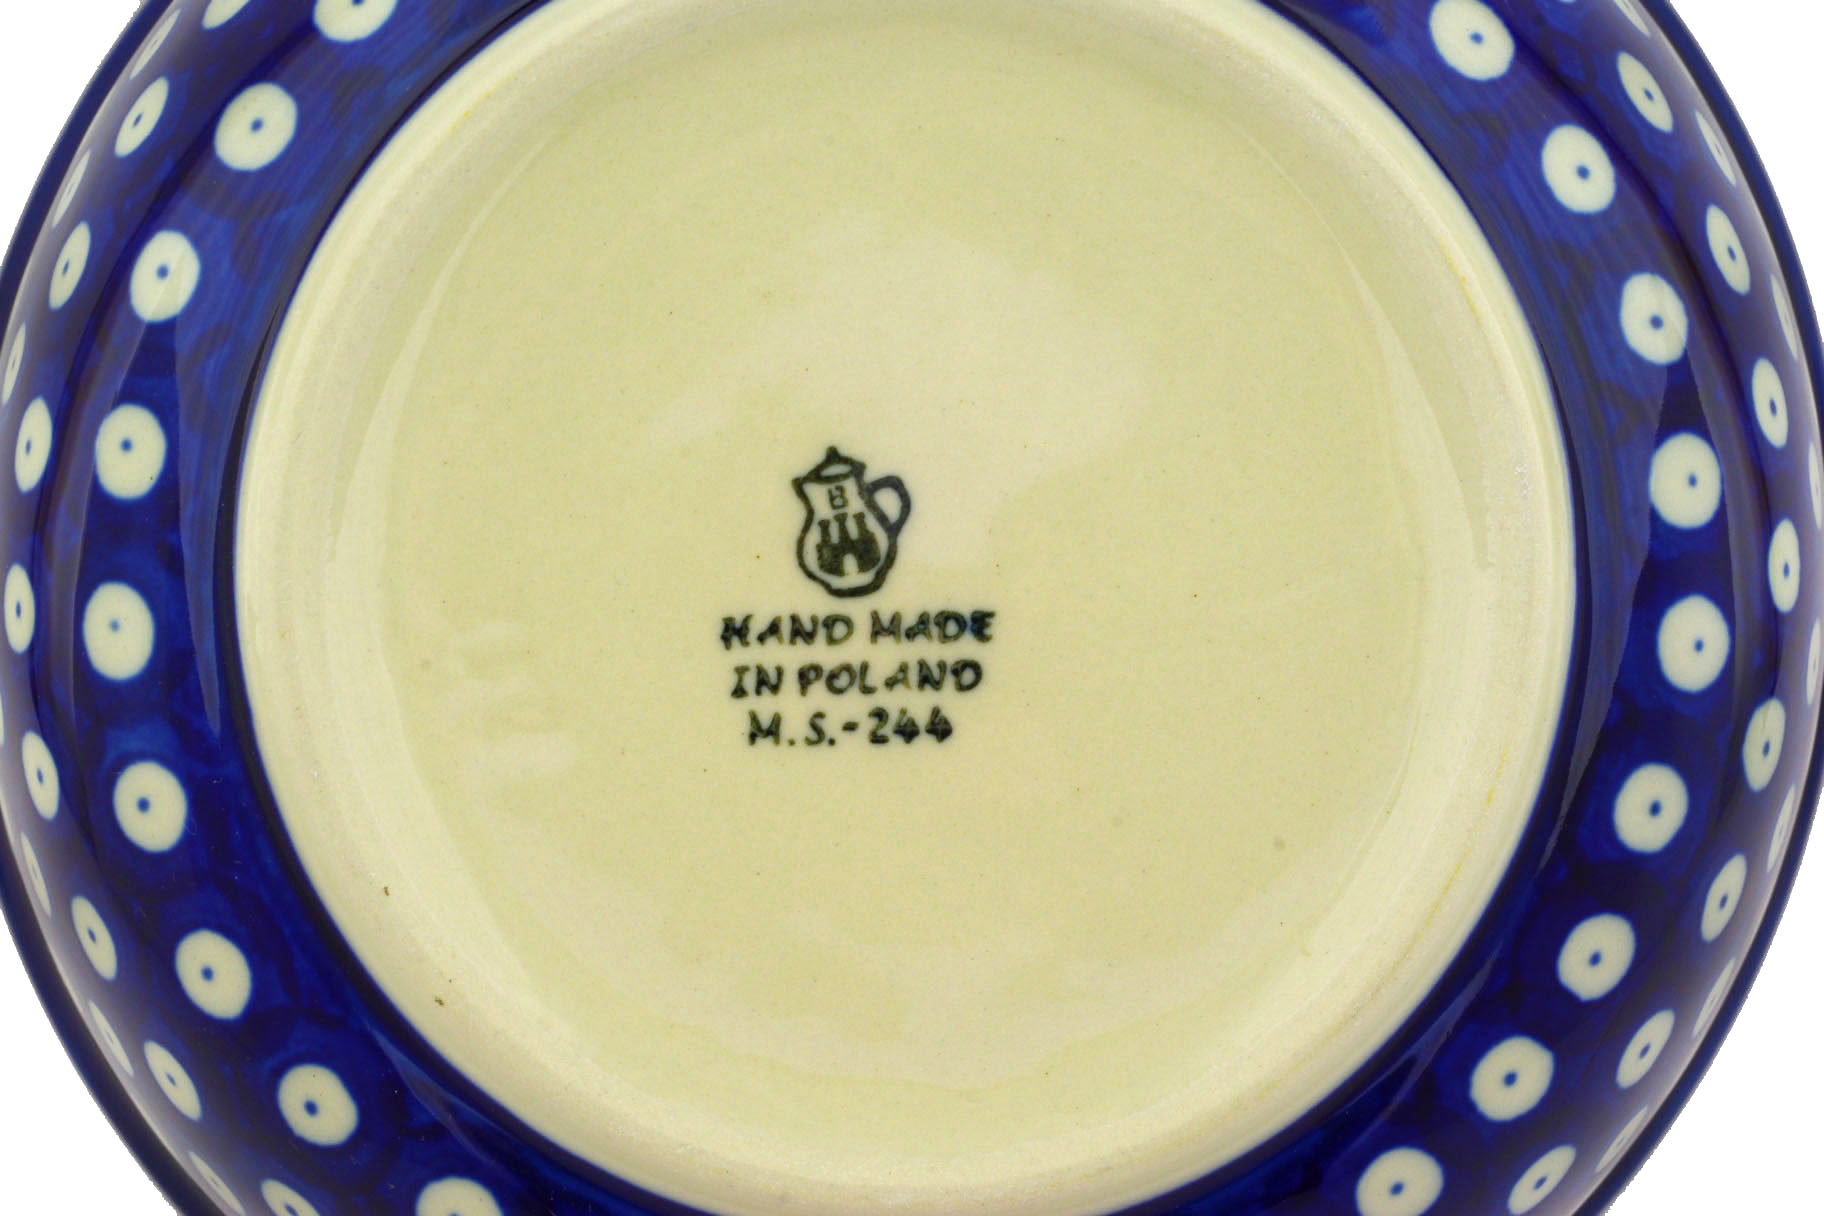 B
HAND MADE
IN POLAND
M.S.-244